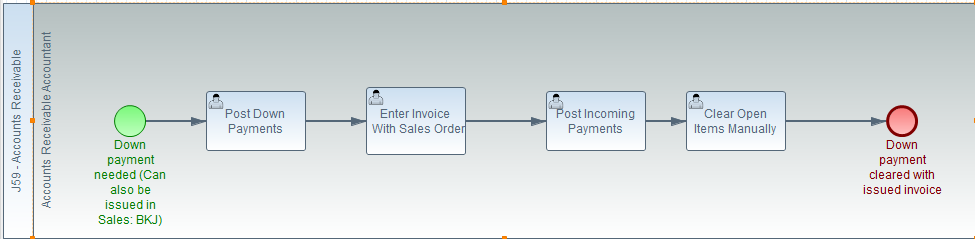 J59 - Accounts Receivable
Accounts Receivable Accountant
Down
payment
needed (Can
also be
issued in
Sales: BKJ)
Post Down
Payments
Enter Invoice
With Sales Order
Post Incoming
Payments
Clear Open
Items Manually
Down
payment
cleared with
issued invoice